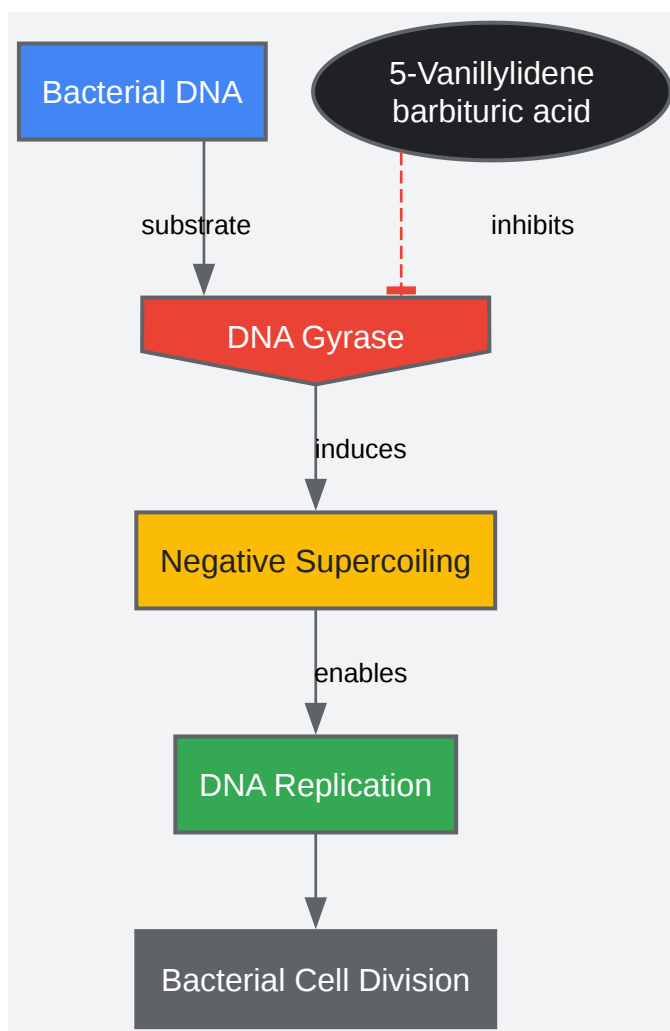 Bacterial DNA
5-Vanillylidene
barbituric acid
substrate
inhibits
DNA Gyrase
induces
Negative Supercoiling
enables
DNA Replication
Bacterial Cell Division